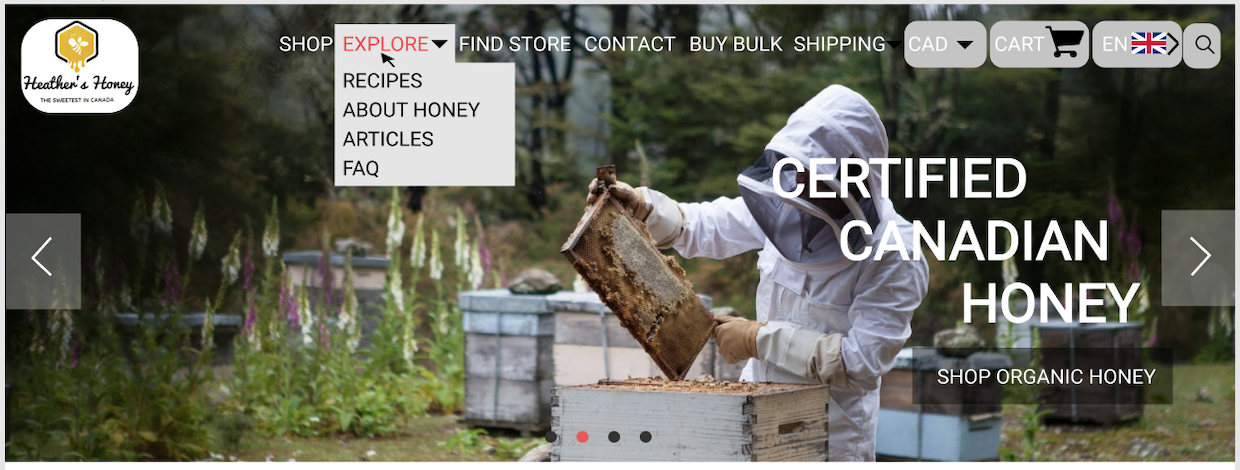 Heather's Honey
THE SWEETEST IN CANADA
SHOP EXPLORE FIND STORE CONTACT BUY BULK SHIPPING CAD CART EN
RECIPES
ABOUT HONEY
ARTICLES
FAQ
CERTIFIED
CANADIAN
HONEY
SHOP ORGANIC HONEY